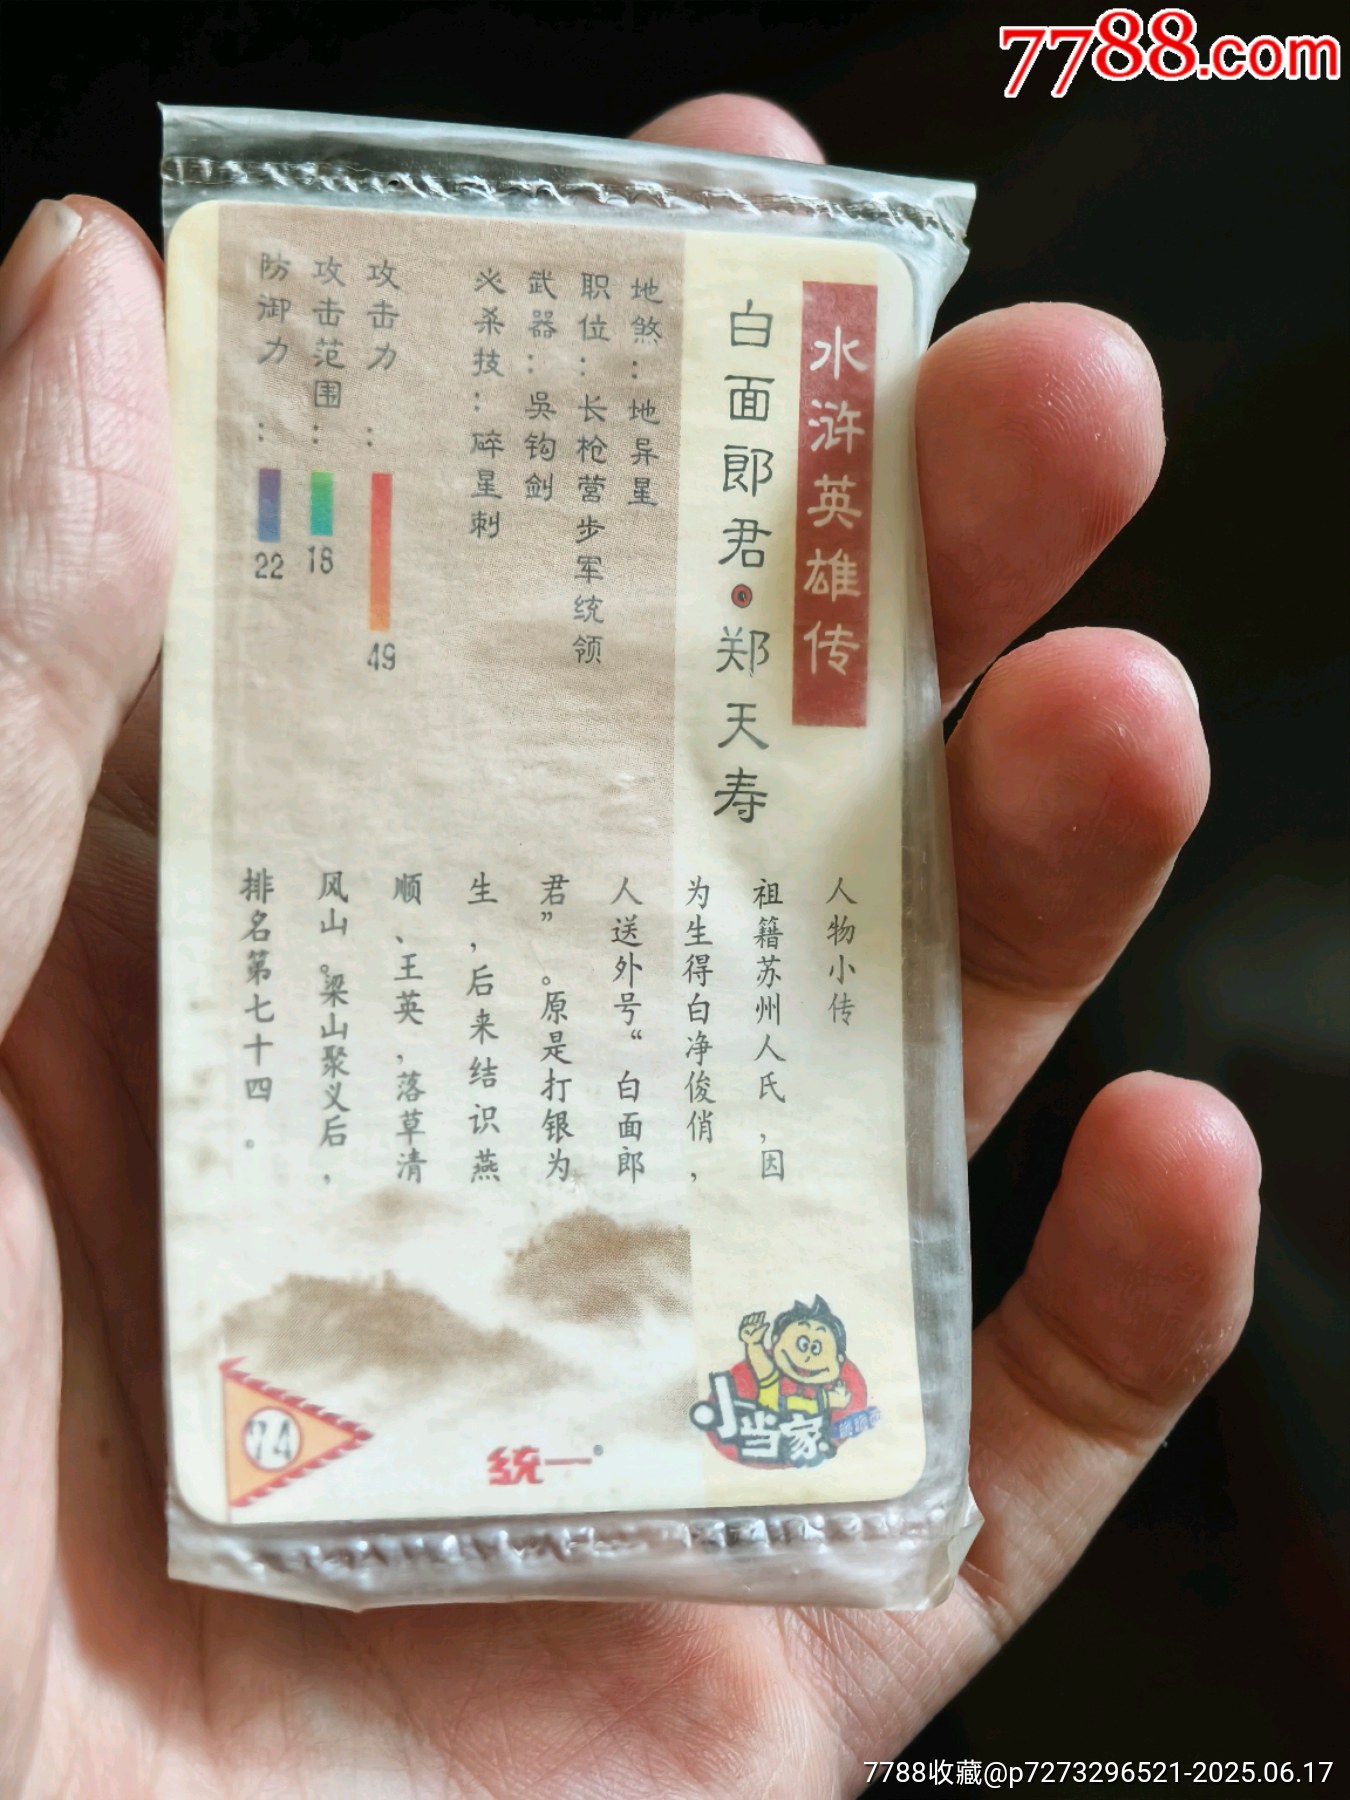 7788.com
水浒英雄传
白面郎君·郑天寿
地煞：地异星
职位：长枪营步军统领
武器：吳钩剑
必杀技：碎星刺
攻击力：49
攻击范围：18
防御力：22
人物小传
祖籍苏州人氏，因
为生得白净俊俏，
人送外号“白面郎
君”。原是打银为
生，后来结识燕
顺、王英，落草清
风山。梁山聚义后，
排名第七十四。
74
统一
小当家
7788收藏@p7273296521-2025.06.17